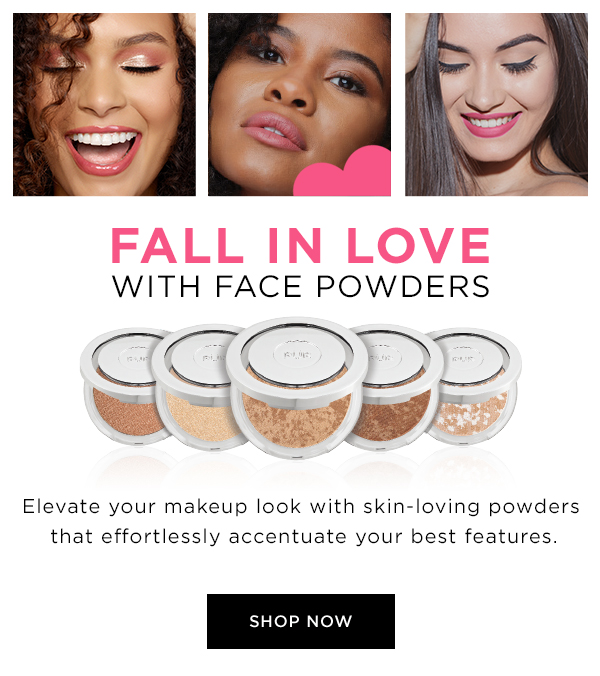 FALL IN LOVE
WITH FACE POWDERS
Elevate your makeup look with skin-loving powders
that effortlessly accentuate your best features.
SHOP NOW